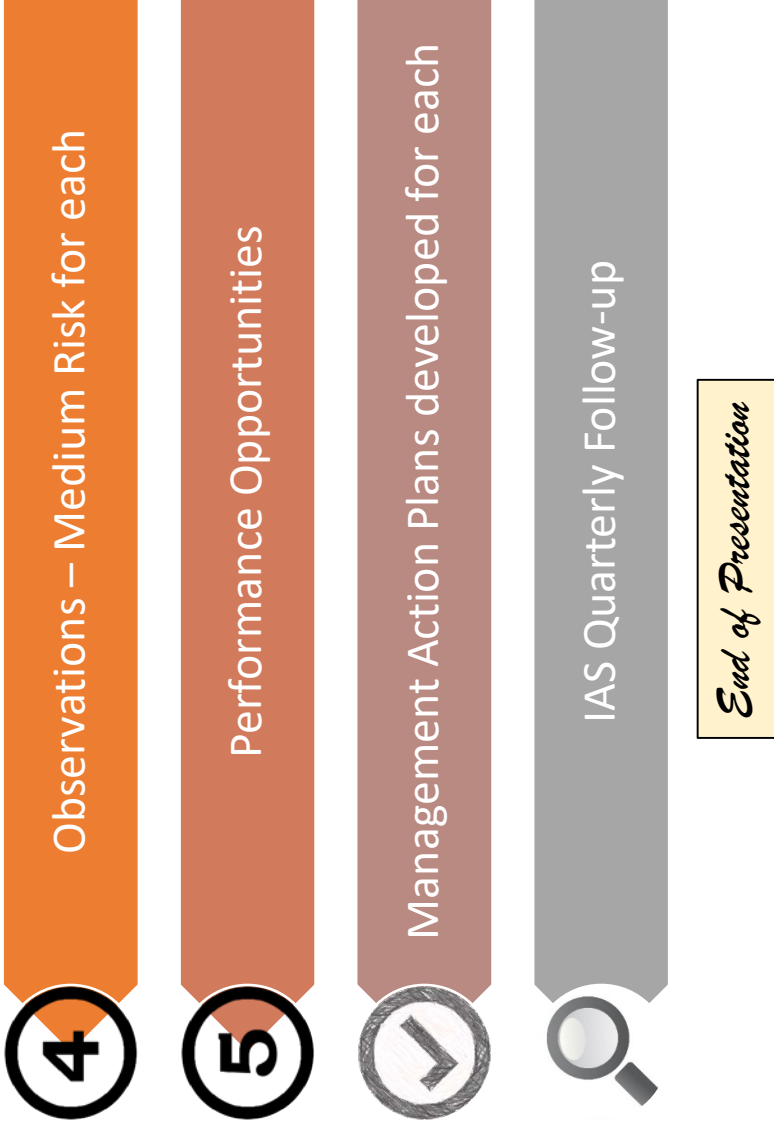 4
Observations – Medium Risk for each
5
Performance Opportunities
Management Action Plans developed for each
IAS Quarterly Follow-up
End of Presentation